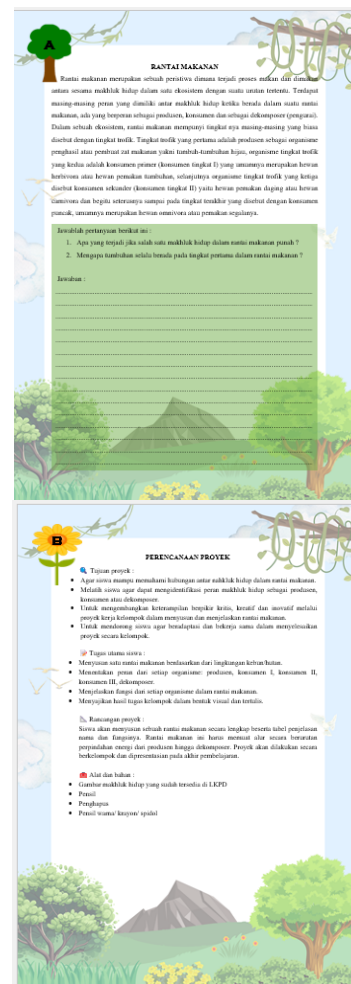 A
RANTAI MAKANAN
Rantai makanan merupakan sebuah peristiwa dimana terjadi proses makan dan dimakan
antara sesama makhluk hidup dalam satu ekosistem dengan suatu urutan tertentu. Terdapat
masing-masing peran yang dimiliki antar makhluk hidup ketika berada dalam suatu rantai
makanan, ada yang berperan sebagai produsen, konsumen dan sebagai dekomposer (pengurai).
Dalam sebuah ekosistem, rantai makanan mempunyi tingkat nya masing-masing yang biasa
disebut dengan tingkat trofik. Tingkat trofik yang pertama adalah produsen sebagai organisme
penghasil atau pembuat zat makanan yakni tumbuh-tumbuhan hijau, organisme tingkat trofik
yang kedua adalah konsumen primer (konsumen tingkat I) yang umumnya merupakan hewan
herbivora atau hewan pemakan tumbuhan, selanjutnya organisme tingkat trofik yang ketiga
disebut konsumen sekunder (konsumen tingkat II) yaitu hewan pemakan daging atau hewan
karnivora dan begitu seterusnya sampai pada tingkat terakhir yang disebut dengan konsumen
puncak, umumnya merupakan hewan omnivora atau pemakan segalanya.
Jawablah pertanyaan berikut ini :
1. Apa yang terjadi jika salah satu makhluk hidup dalam rantai makanan punah ?
2. Mengapa tumbuhan selalu berada pada tingkat pertama dalam rantai makanan ?
Jawaban :
B
PERENCANAAN PROYEK
Tujuan proyek :
• Agar siswa mampu memahami hubungan antar mahkluk hidup dalam rantai makanan.
• Melatih siswa agar dapat mengidentifikasi peran makhluk hidup sebagai produsen,
konsumen atau dekomposer.
• Untuk mengembangkan keterampilan berpikir kritis, kreatif dan inovatif melalui
proyek kerja kelompok dalam menyusun dan menjelaskan rantai makanan.
• Untuk mendorong siswa agar beradaptasi dan bekerja sama dalam menyelesaikan
proyek secara kelompok.
Tugas utama siswa :
• Menyusun satu rantai makanan berdasarkan dari lingkungan kebun/hutan.
• Menentukan peran dari setiap organisme: produsen, konsumen I, konsumen II,
konsumen III, dekomposer.
• Menjelaskan fungsi dari setiap organisme dalam rantai makanan.
• Menyajikan hasil tugas kelompok dalam bentuk visual dan tertulis.
Rancangan proyek :
Siswa akan menyusun sebuah rantai makanan secara lengkap beserta tabel penjelasan
nama dan fungsinya. Rantai makanan ini harus memuat alur secara berurutan
perpindahan energi dari produsen hingga dekomposer. Proyek akan dilakukan secara
berkelompok dan dipresentasikan pada akhir pembelajaran.
Alat dan bahan :
• Gambar makhluk hidup yang sudah tersedia di LKPD
• Pensil
• Penghapus
• Pensil warna/ krayon/ spidol